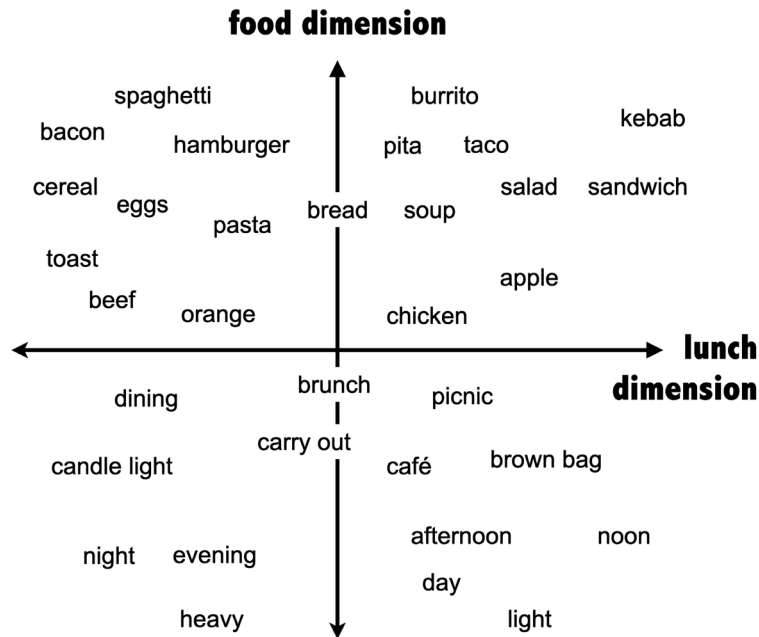 food dimension
spaghetti
burrito
kebab
bacon
hamburger
pita
taco
cereal
eggs
salad
sandwich
pasta
bread
soup
toast
apple
beef
orange
chicken
lunch
dimension
brunch
dining
picnic
carry out
candle light
café
brown bag
afternoon
noon
night
evening
day
heavy
light